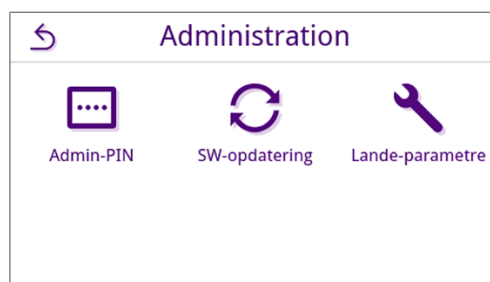 Administration
Admin-PIN
SW-opdatering
Lande-parametre